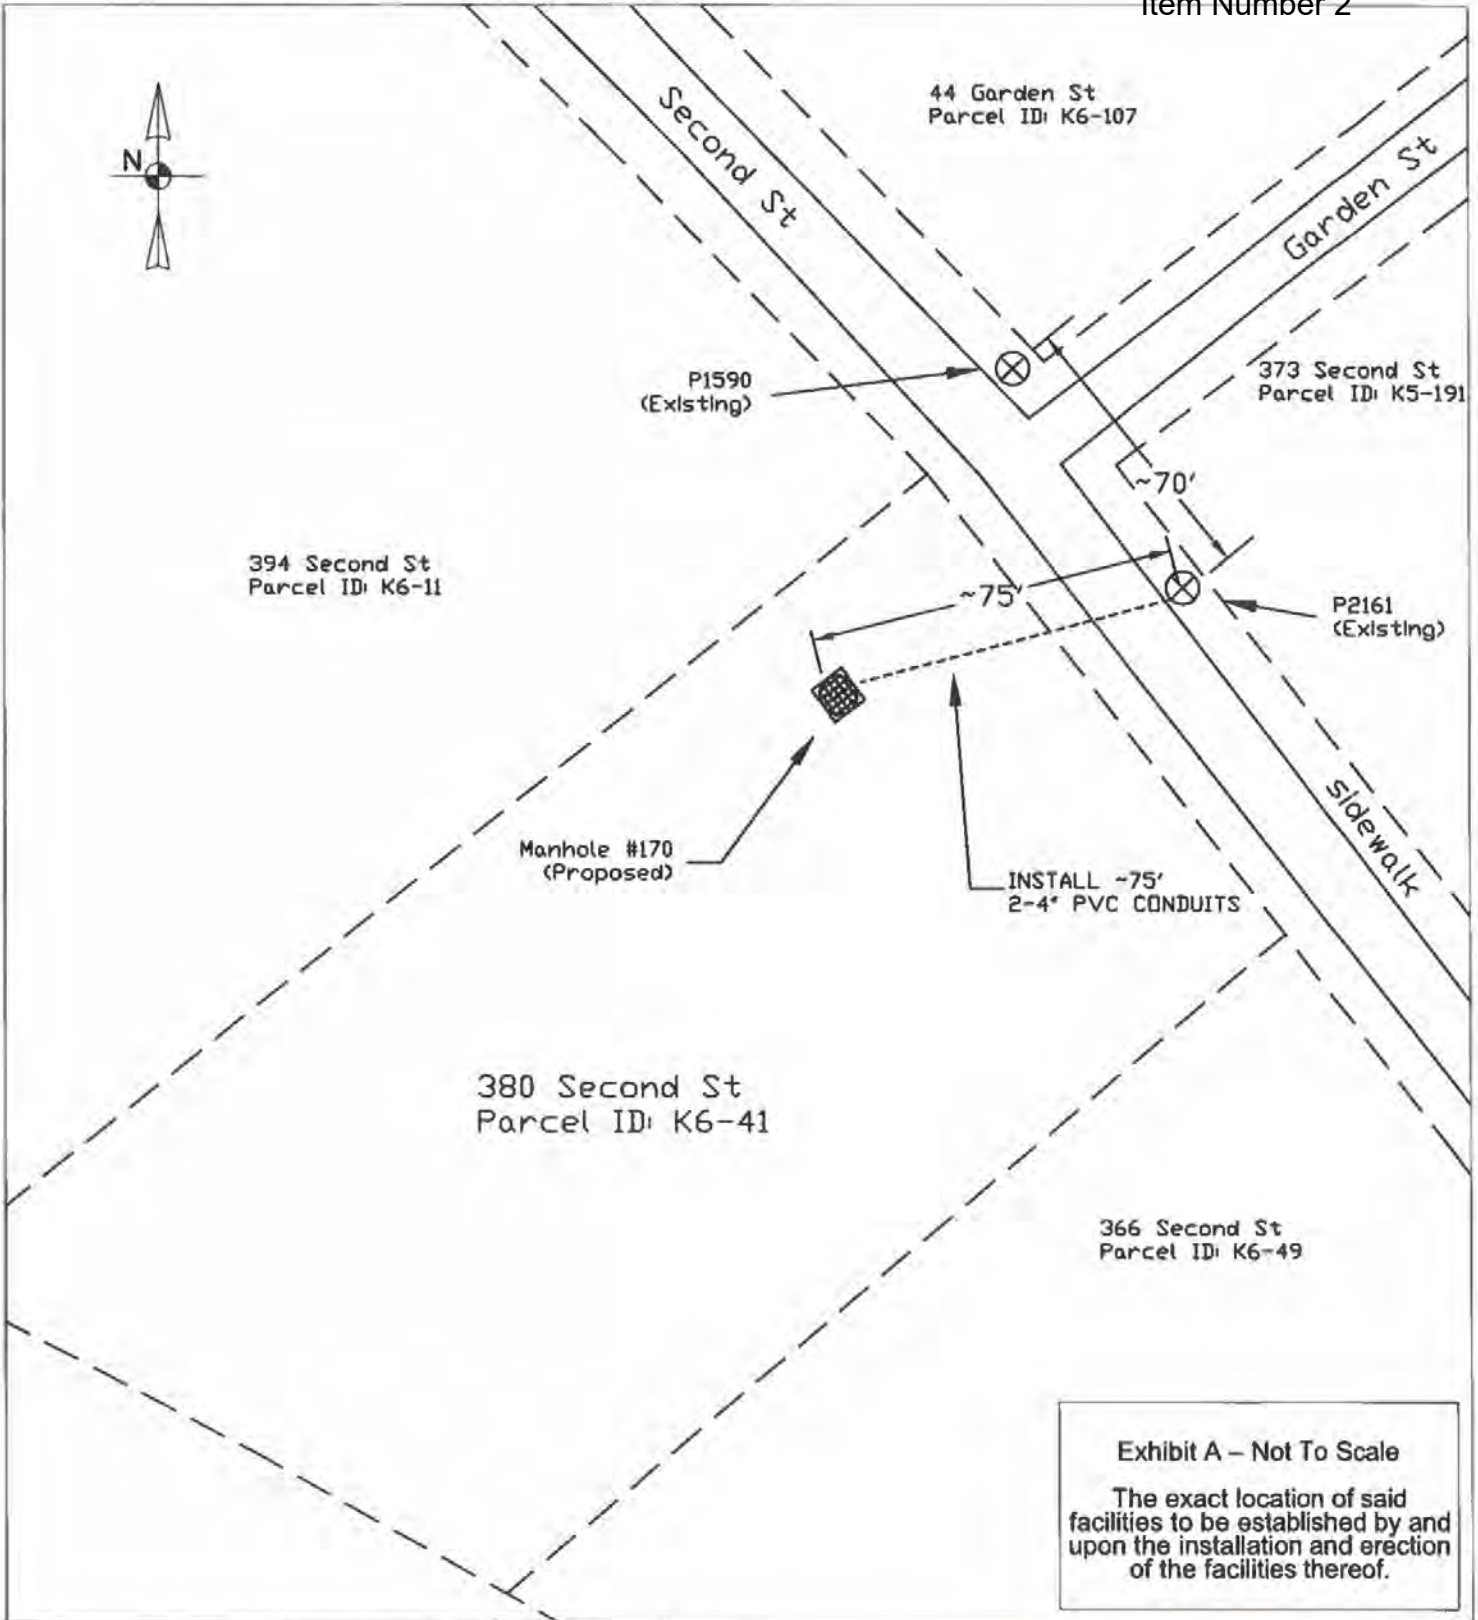 Item Number 2
44 Garden St
Parcel ID: K6-107
Second St
N
Garden St
P1590
(Existing)
373 Second St
Parcel ID: K5-191
~70'
394 Second St
Parcel ID: K6-11
~75'
P2161
(Existing)
sidewalk
Manhole #170
(Proposed)
INSTALL ~75'
2-4" PVC CONDUITS
380 Second St
Parcel ID: K6-41
366 Second St
Parcel ID: K6-49
Exhibit A – Not To Scale
The exact location of said
facilities to be established by and
upon the installation and erection
of the facilities thereof.